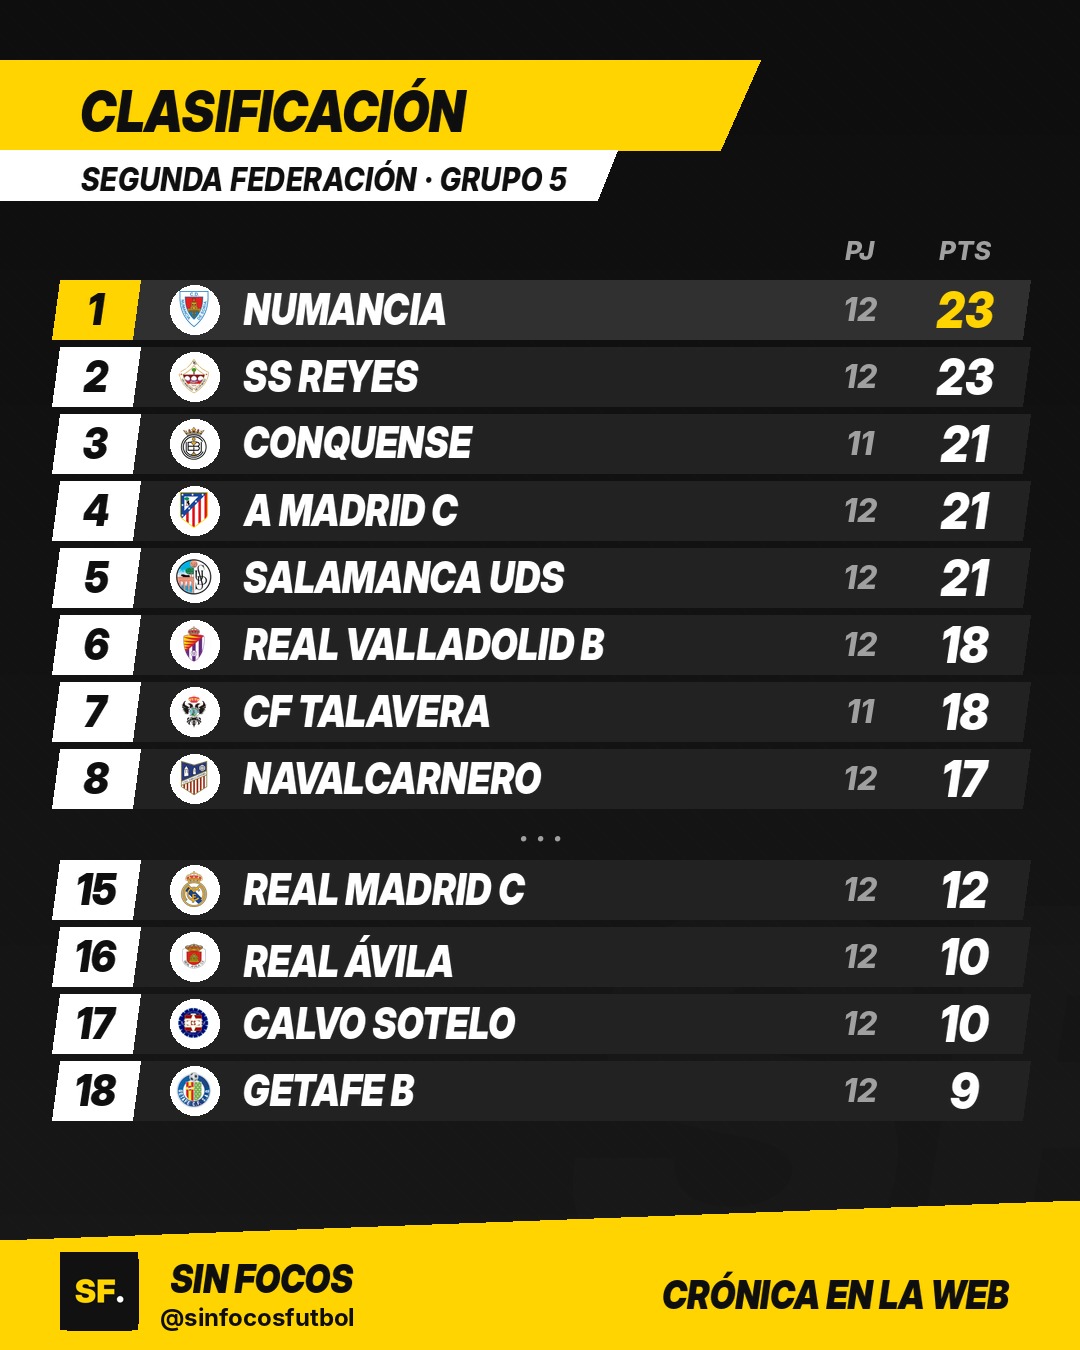 CLASIFICACIÓN
SEGUNDA FEDERACIÓN · GRUPO 5
PJ PTS
1 NUMANCIA 12 23
2 SS REYES 12 23
3 CONQUENSE 11 21
4 A MADRID C 12 21
5 SALAMANCA UDS 12 21
6 REAL VALLADOLID B 12 18
7 CF TALAVERA 11 18
8 NAVALCARNERO 12 17
...
15 REAL MADRID C 12 12
16 REAL ÁVILA 12 10
17 CALVO SOTELO 12 10
18 GETAFE B 12 9
SF. SIN FOCOS
@sinfocosfutbol
CRÓNICA EN LA WEB